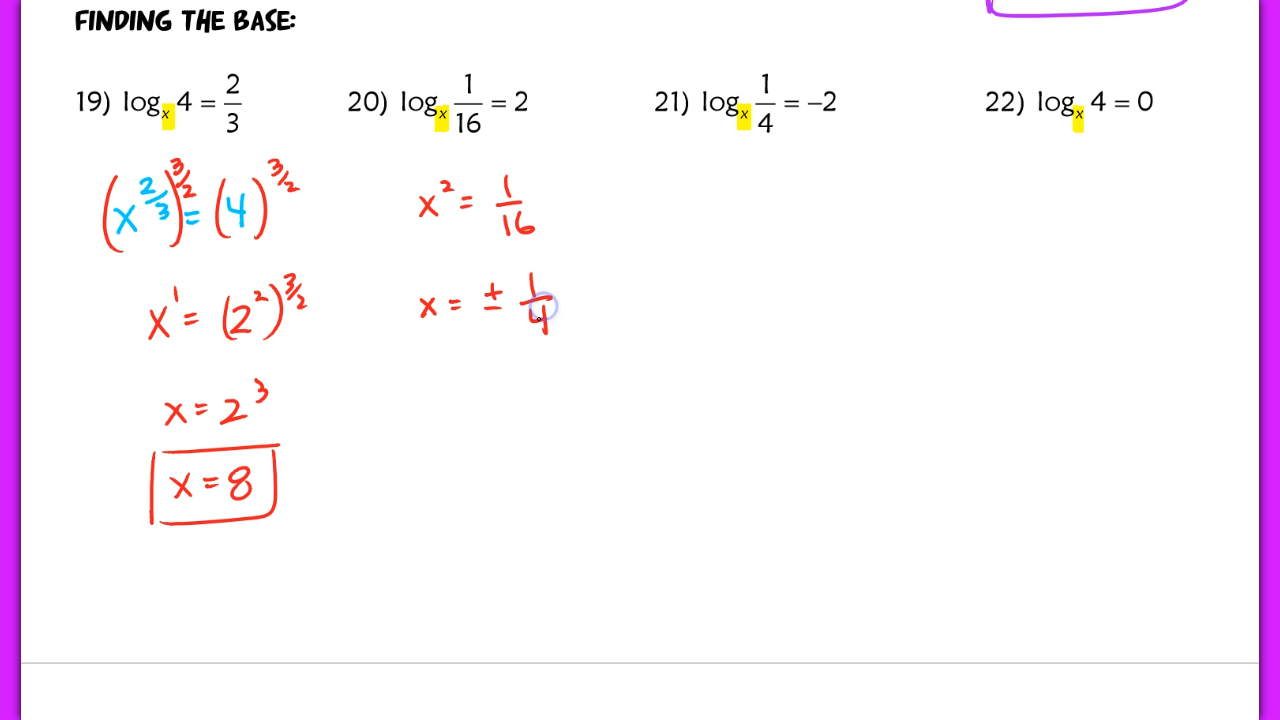 FINDING THE BASE:
19) logₓ 4 = 2/3
20) logₓ 1/16 = 2
21) logₓ 1/4 = –2
22) logₓ 4 = 0
(x^(2/3))^(3/2) = (4)^(3/2)
x² = 1/16
x¹ = (2²)^(3/2)
x = ± 1/4
x = 2³
x = 8